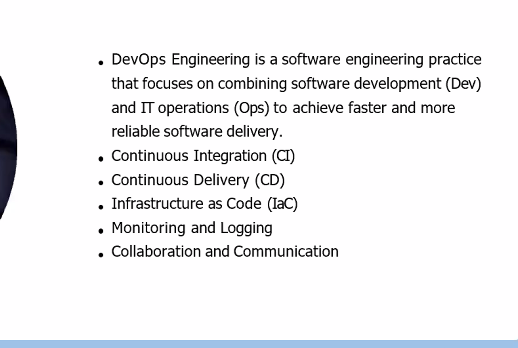 • DevOps Engineering is a software engineering practice
that focuses on combining software development (Dev)
and IT operations (Ops) to achieve faster and more
reliable software delivery.
• Continuous Integration (CI)
• Continuous Delivery (CD)
• Infrastructure as Code (IaC)
• Monitoring and Logging
• Collaboration and Communication